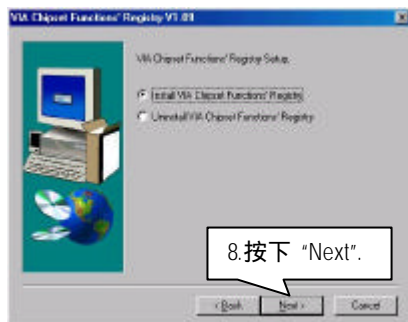 VIA Chipset Functions' Registry V1.09
VIA Chipset Functions' Registry Setup.
Install VIA Chipset Functions' Registry
Uninstall VIA Chipset Functions' Registry
8.按下 “Next”.
< Back Next > Cancel